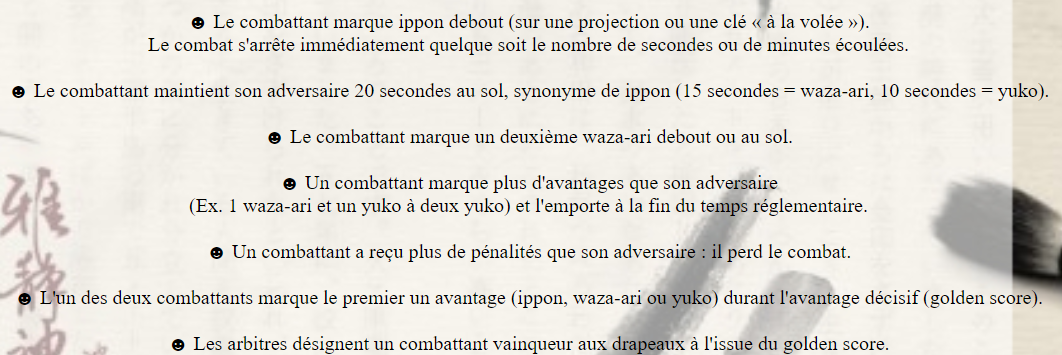 ☻ Le combattant marque ippon debout (sur une projection ou une clé « à la volée »).
Le combat s'arrête immédiatement quelque soit le nombre de secondes ou de minutes écoulées.
☻ Le combattant maintient son adversaire 20 secondes au sol, synonyme de ippon (15 secondes = waza-ari, 10 secondes = yuko).
☻ Le combattant marque un deuxième waza-ari debout ou au sol.
☻ Un combattant marque plus d'avantages que son adversaire
(Ex. 1 waza-ari et un yuko à deux yuko) et l'emporte à la fin du temps réglementaire.
☻ Un combattant a reçu plus de pénalités que son adversaire : il perd le combat.
☻ L'un des deux combattants marque le premier un avantage (ippon, waza-ari ou yuko) durant l'avantage décisif (golden score).
☻ Les arbitres désignent un combattant vainqueur aux drapeaux à l'issue du golden score.
雅
靜